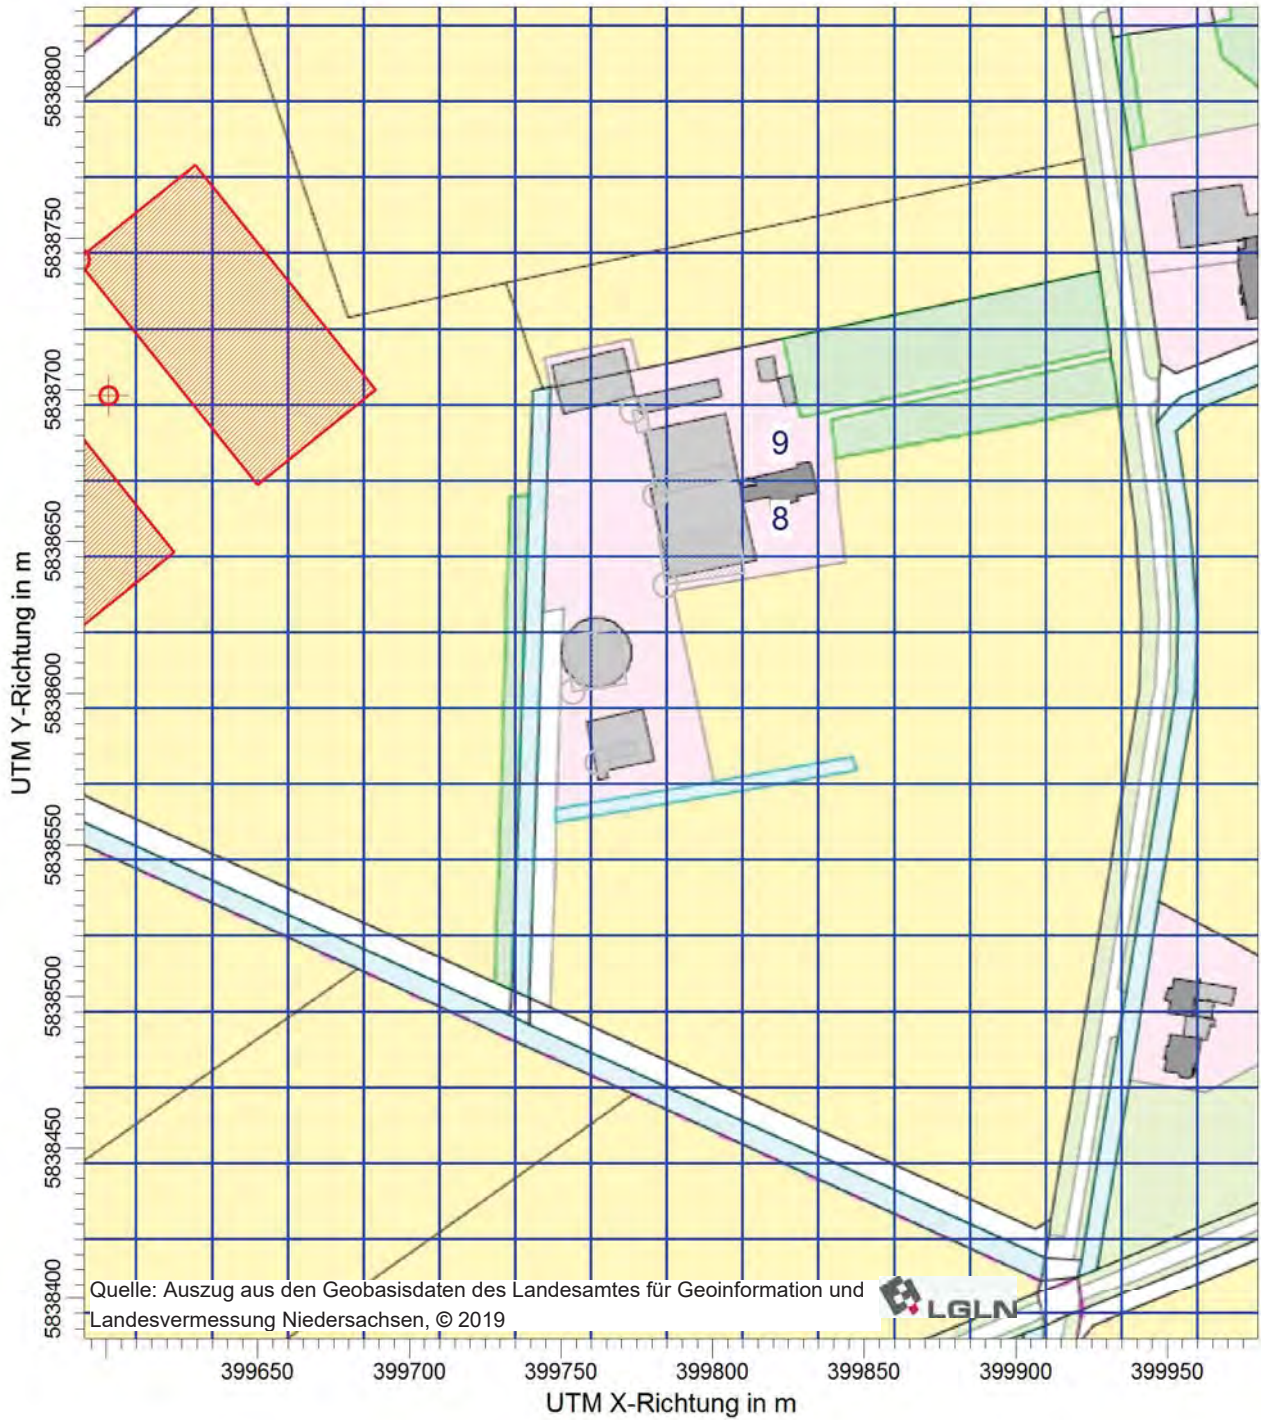 5838800
5838750
5838700
5838650
5838600
5838550
5838500
5838450
5838400
UTM Y-Richtung in m
9
8
Quelle: Auszug aus den Geobasisdaten des Landesamtes für Geoinformation und
Landesvermessung Niedersachsen, © 2019
LGLN
399650 399700 399750 399800 399850 399900 399950
UTM X-Richtung in m